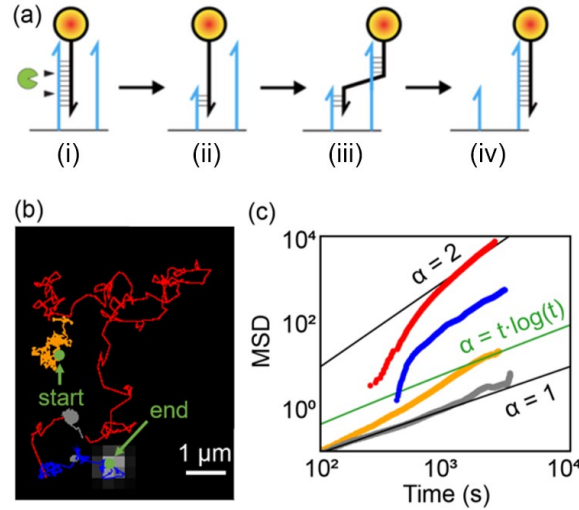 (a)
(i) (ii) (iii) (iv)
(b)
start
end
1 μm
(c)
MSD
10⁴
10²
10⁰
α = 2
α = t·log(t)
α = 1
10² 10³ 10⁴
Time (s)